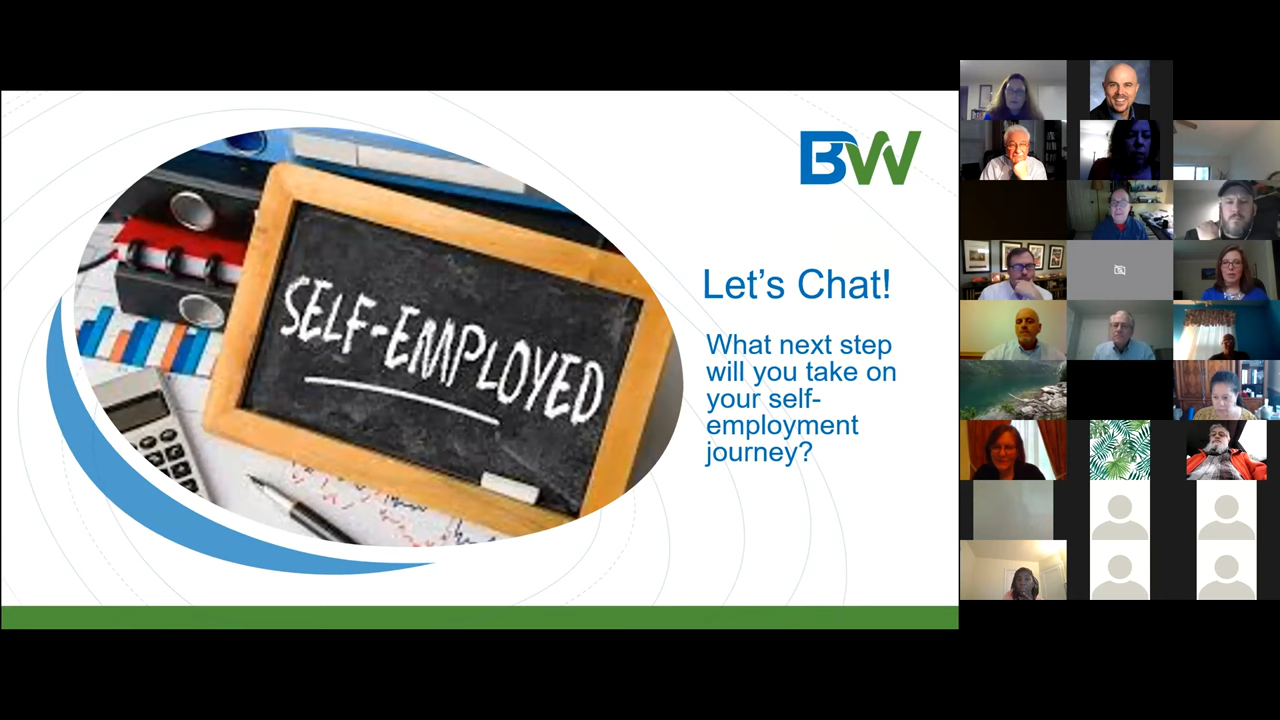 BW
SELF-EMPLOYED
Let's Chat!
What next step
will you take on
your self-
employment
journey?